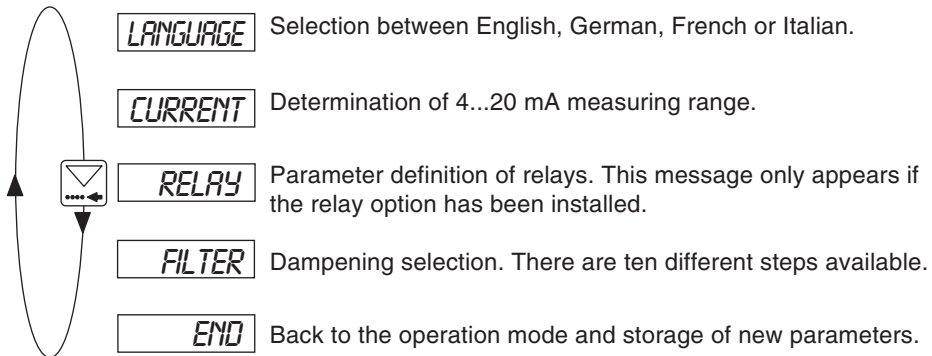 LANGUAGE Selection between English, German, French or Italian.
CURRENT Determination of 4...20 mA measuring range.
RELAY Parameter definition of relays. This message only appears if
the relay option has been installed.
FILTER Dampening selection. There are ten different steps available.
END Back to the operation mode and storage of new parameters.